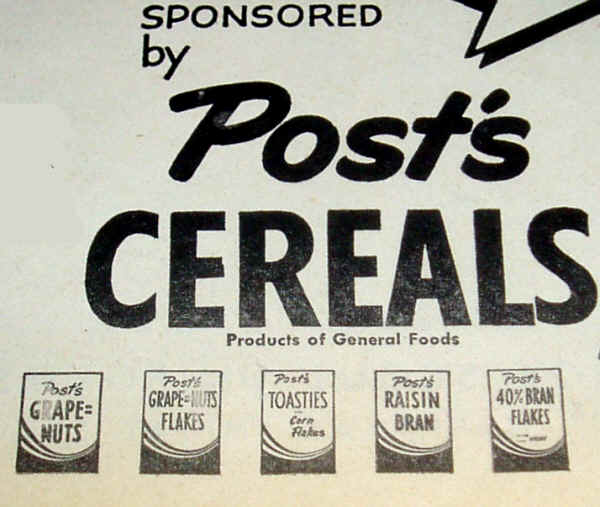 SPONSORED
by
Post's
CEREALS
Products of General Foods
Post's
GRAPE=
NUTS
Post's
GRAPE=NUTS
FLAKES
Post's
TOASTIES
Corn
Flakes
Post's
RAISIN
BRAN
Post's
40% BRAN
FLAKES